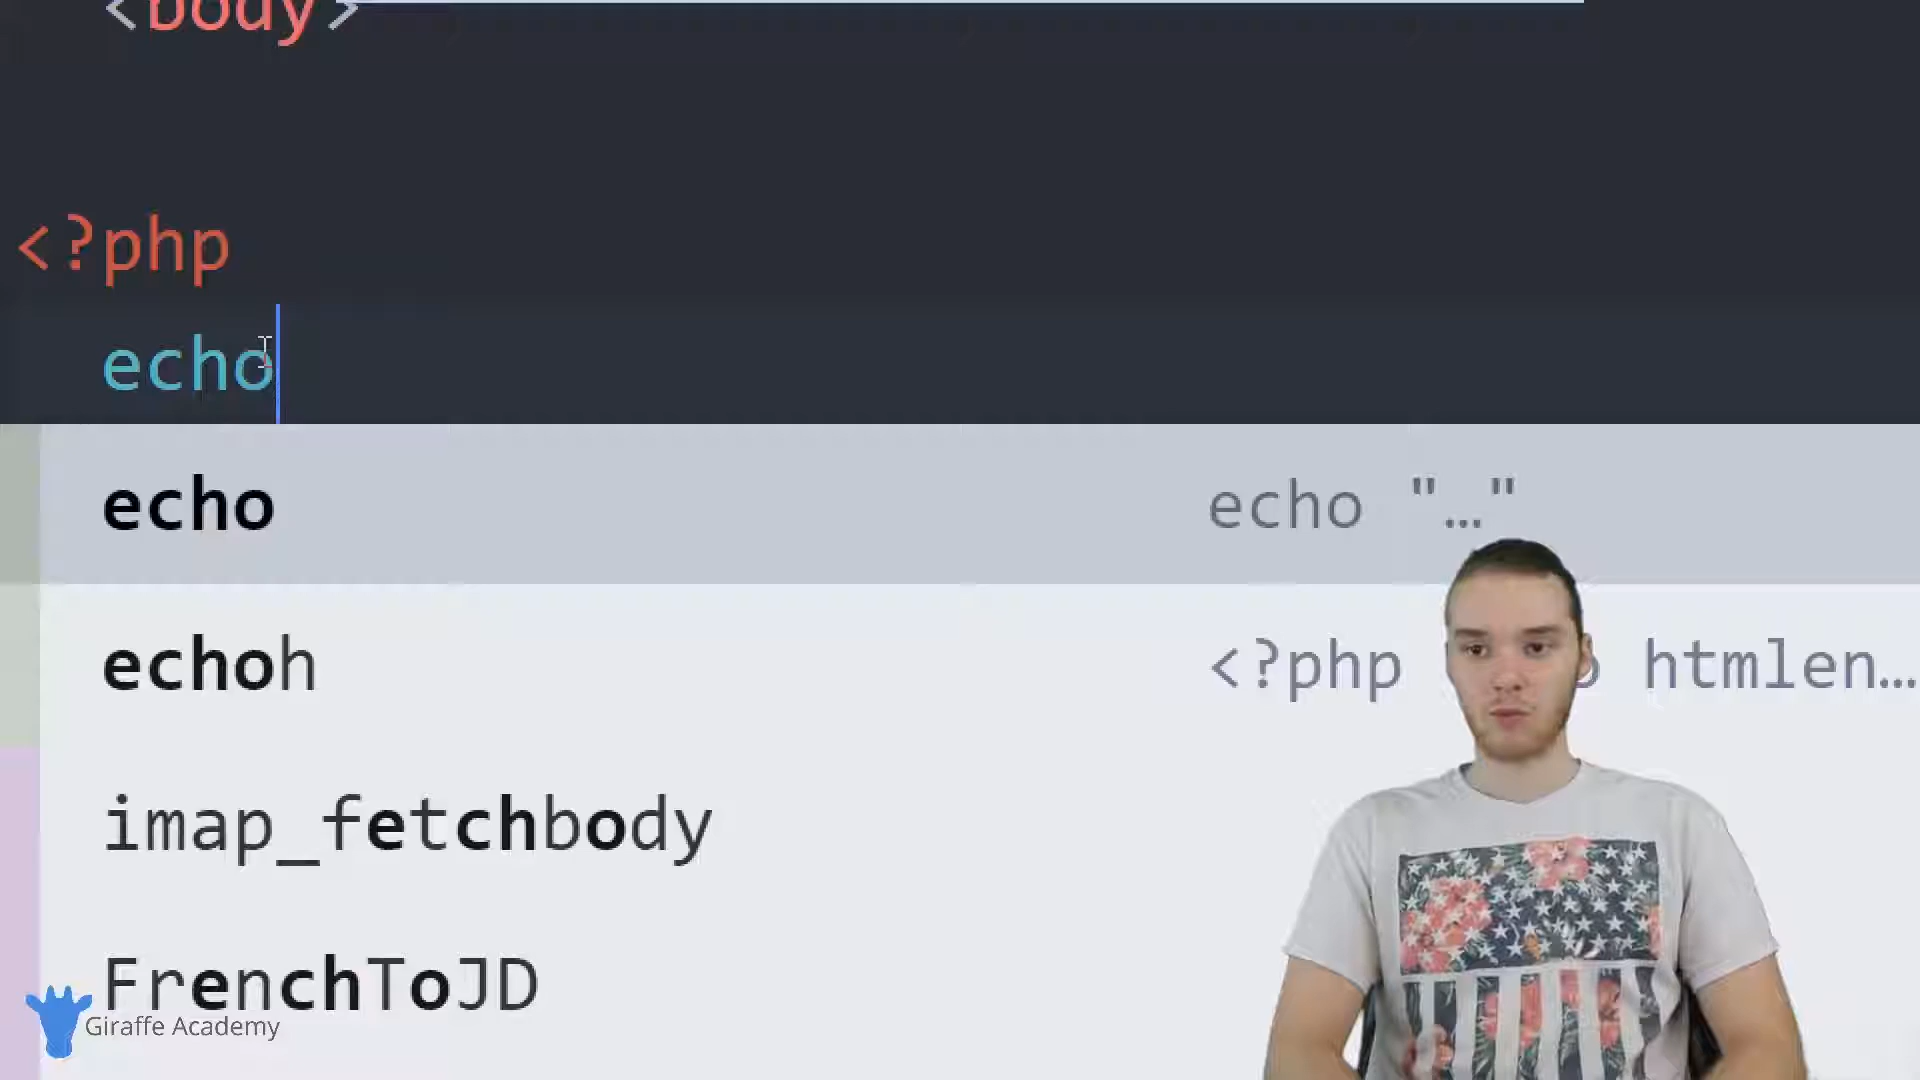 <body>
<?php
echo
echo echo "…"
echoh <?php htmlen…
imap_fetchbody
FrenchToJD
Giraffe Academy